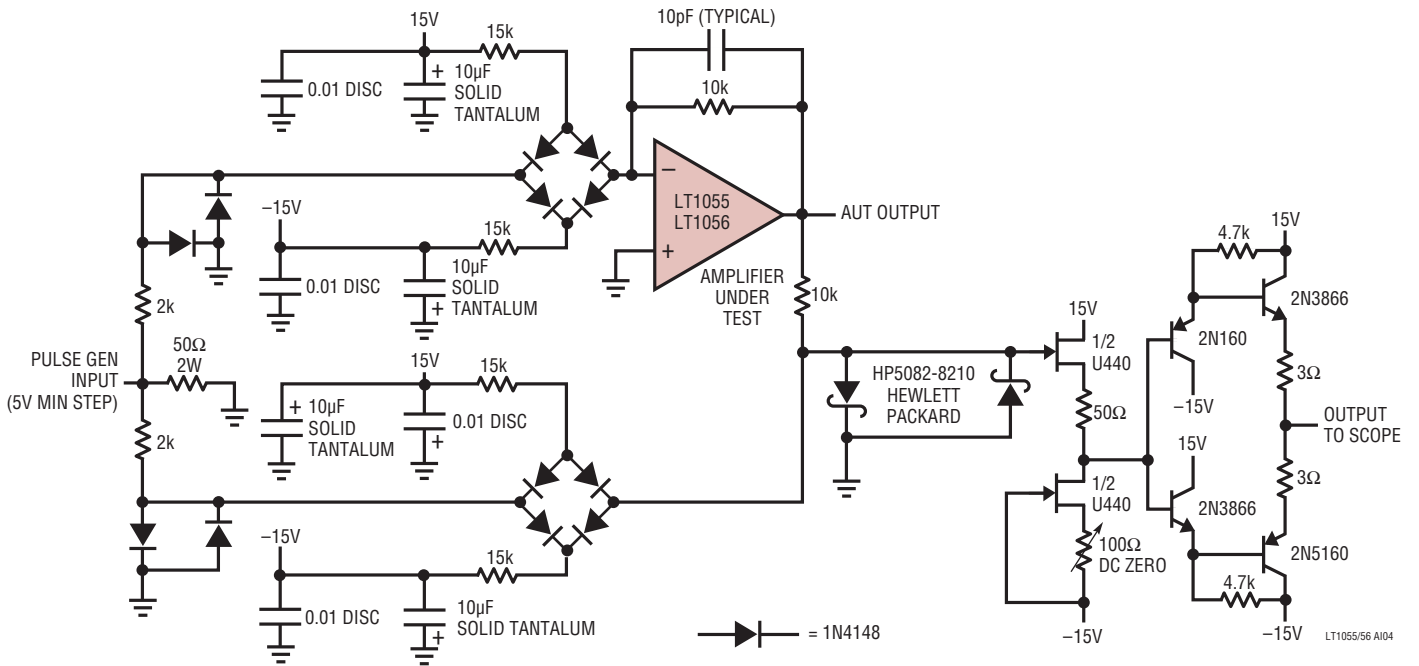 10pF (TYPICAL)
15V
15k
10k
0.01 DISC
+
10µF
SOLID
TANTALUM
–
LT1055
LT1056
+
AUT OUTPUT
AMPLIFIER
UNDER
TEST
10k
–15V
15k
0.01 DISC
10µF
SOLID
TANTALUM
+
2k
50Ω
2W
PULSE GEN
INPUT
(5V MIN STEP)
2k
15V
15k
+
10µF
SOLID
TANTALUM
0.01 DISC
+
–15V
15k
0.01 DISC
10µF
SOLID TANTALUM
+
= 1N4148
HP5082-8210
HEWLETT
PACKARD
15V
1/2
U440
50Ω
1/2
U440
100Ω
DC ZERO
–15V
4.7k
15V
2N3866
2N160
–15V
3Ω
OUTPUT
TO SCOPE
15V
3Ω
2N3866
2N5160
4.7k
–15V
LT1055/56 AI04